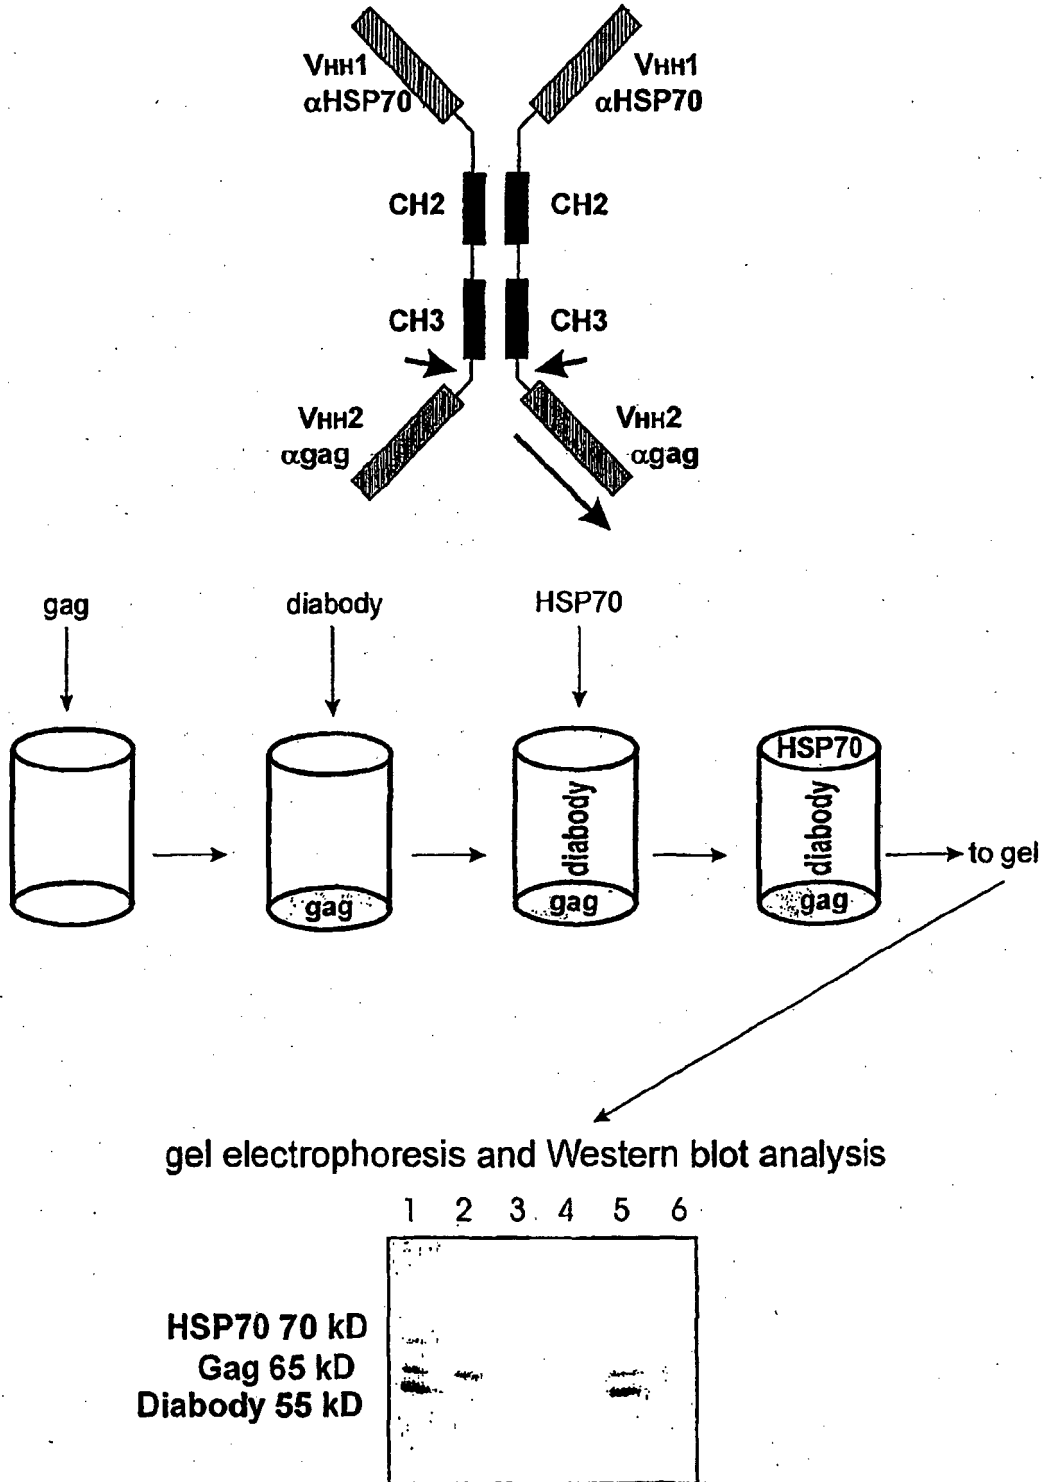 VHH1 VHH1
αHSP70 αHSP70
CH2 CH2
CH3 CH3
VHH2 VHH2
αgag αgag
gag diabody HSP70
HSP70
diabody diabody
to gel
gag gag gag
gel electrophoresis and Western blot analysis
1 2 3 4 5 6
HSP70 70 kD
Gag 65 kD
Diabody 55 kD